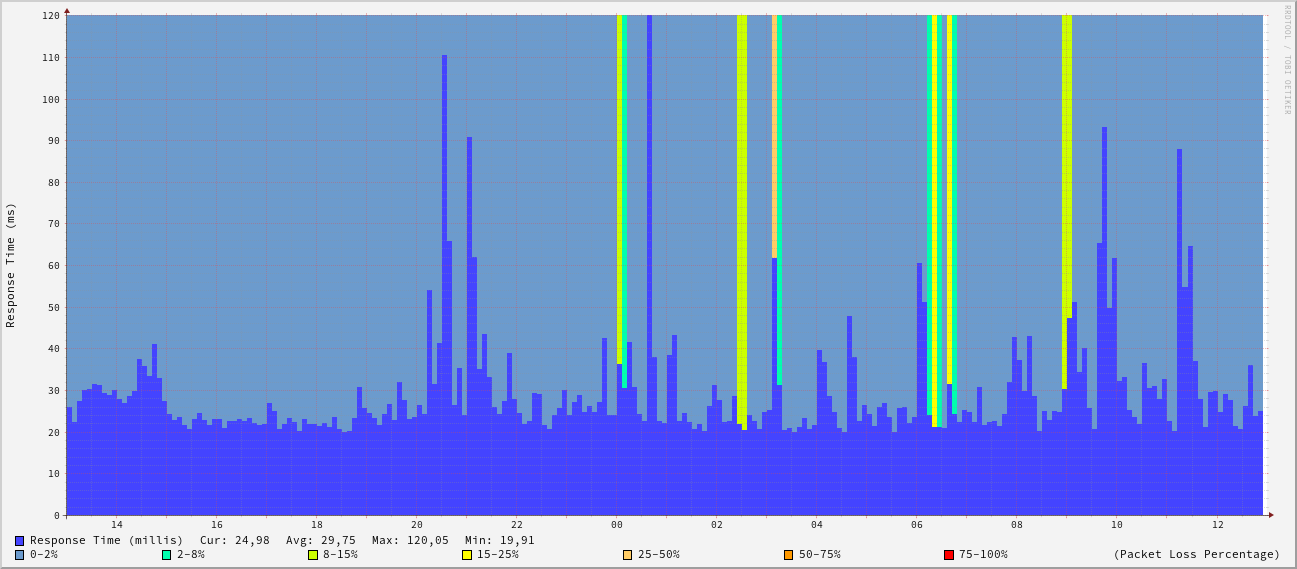 RRDTOOL / TOBI OETIKER
Response Time (ms)
120
110
100
90
80
70
60
50
40
30
20
10
0
14 16 18 20 22 00 02 04 06 08 10 12
Response Time (millis) Cur: 24,98 Avg: 29,75 Max: 120,05 Min: 19,91
0-2% 2-8% 8-15% 15-25% 25-50% 50-75% 75-100% (Packet Loss Percentage)